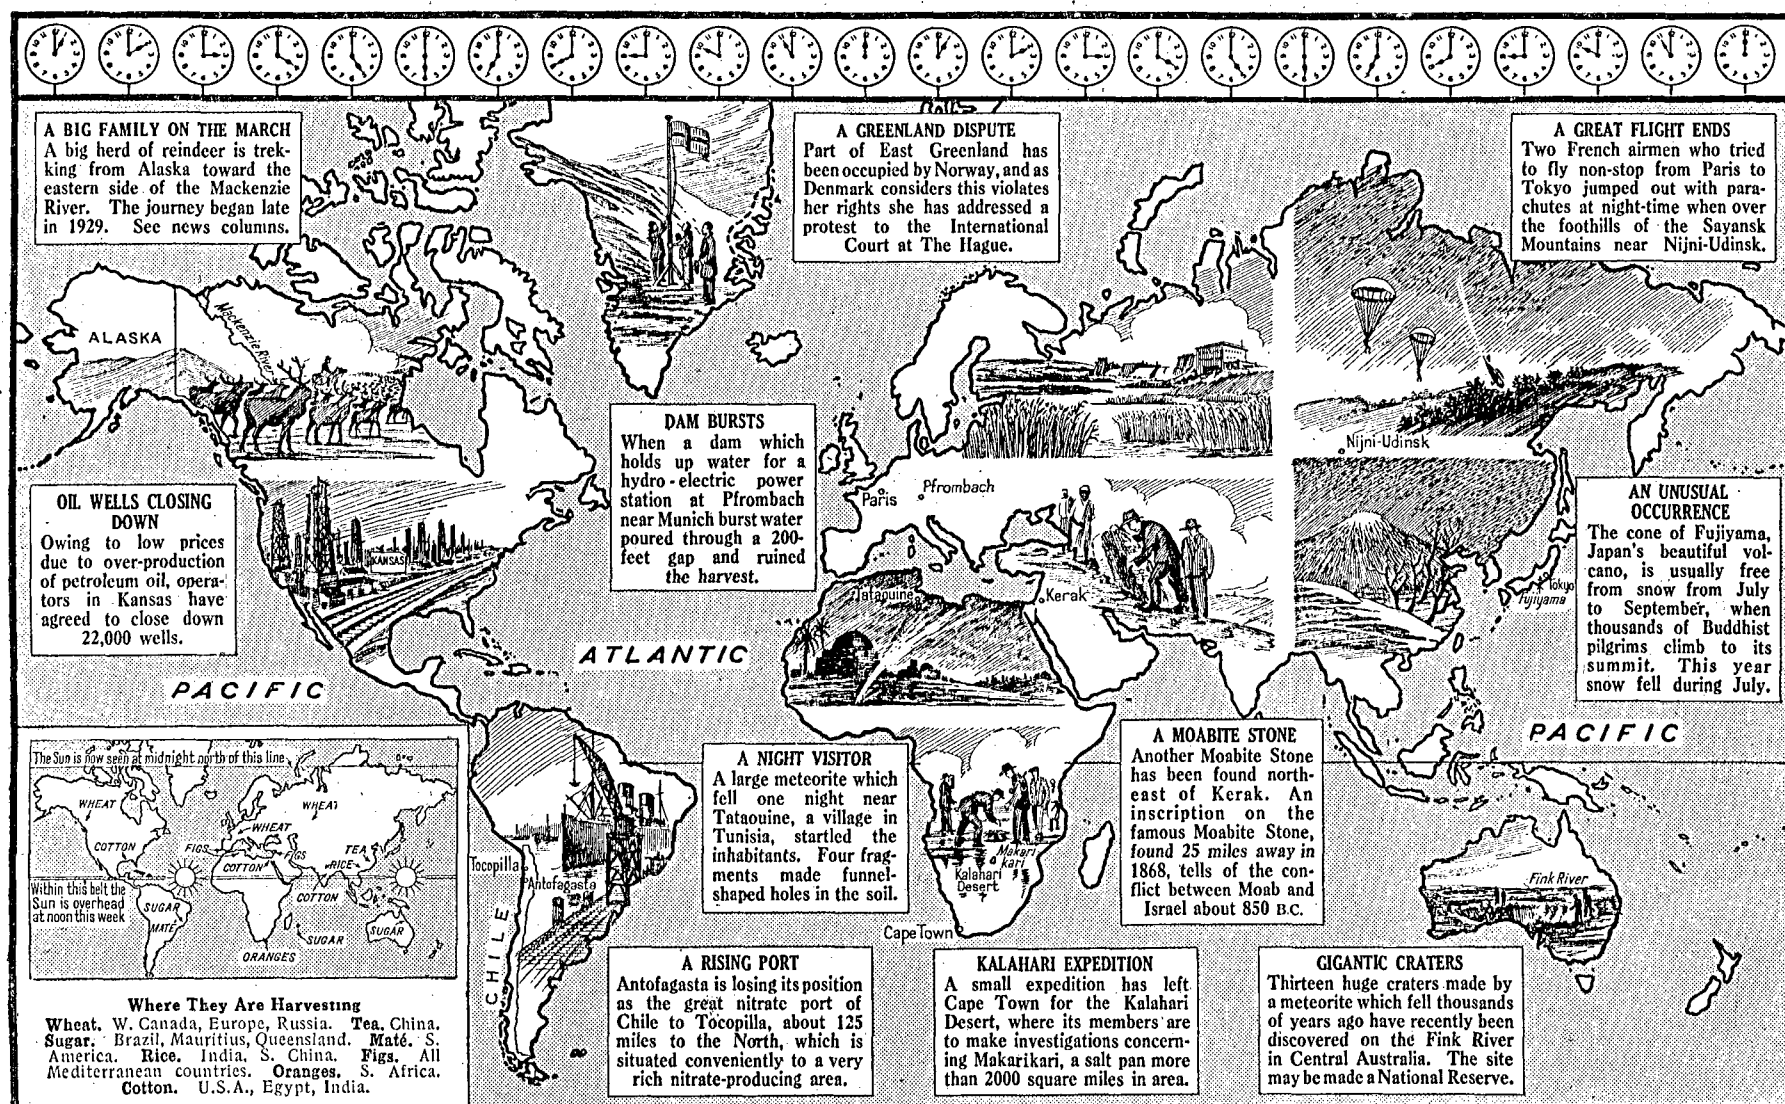 A BIG FAMILY ON THE MARCH
A big herd of reindeer is trek-
king from Alaska toward the
eastern side of the Mackenzie
River. The journey began late
in 1929. See news columns.
A GREENLAND DISPUTE
Part of East Greenland has
been occupied by Norway, and as
Denmark considers this violates
her rights she has addressed a
protest to the International
Court at The Hague.
A GREAT FLIGHT ENDS
Two French airmen who tried
to fly non-stop from Paris to
Tokyo jumped out with para-
chutes at night-time when over
the foothills of the Sayansk
Mountains near Nijni-Udinsk.
ALASKA
Mackenzie River
DAM BURSTS
When a dam which
holds up water for a
hydro-electric power
station at Pfrombach
near Munich burst water
poured through a 200-
feet gap and ruined
the harvest.
Nijni-Udinsk
Paris
Pfrombach
OIL WELLS CLOSING
DOWN
Owing to low prices
due to over-production
of petroleum oil, opera-
tors in Kansas have
agreed to close down
22,000 wells.
KANSAS
AN UNUSUAL
OCCURRENCE
The cone of Fujiyama,
Japan's beautiful vol-
cano, is usually free
from snow from July
to September, when
thousands of Buddhist
pilgrims climb to its
summit. This year
snow fell during July.
Tataouine
Kerak
Tokyo
Fujiyama
ATLANTIC
PACIFIC
PACIFIC
The Sun is now seen at midnight north of this line
WHEAT
WHEAT
WHEAT
COTTON
FIGS
FIGS
TEA
COTTON
RICE
Within this belt the
Sun is overhead
at noon this week
COTTON
SUGAR
MATÉ
SUGAR
SUGAR
ORANGES
A NIGHT VISITOR
A large meteorite which
fell one night near
Tataouine, a village in
Tunisia, startled the
inhabitants. Four frag-
ments made funnel-
shaped holes in the soil.
A MOABITE STONE
Another Moabite Stone
has been found north-
east of Kerak. An
inscription on the
famous Moabite Stone,
found 25 miles away in
1868, tells of the con-
flict between Moab and
Israel about 850 B.C.
Tocopilla
Antofagasta
CHILE
Makari
kari
Kalahari
Desert
Cape Town
Fink River
Where They Are Harvesting
Wheat. W. Canada, Europe, Russia. Tea. China.
Sugar. Brazil, Mauritius, Queensland. Maté. S.
America. Rice. India, S. China. Figs. All
Mediterranean countries. Oranges. S. Africa.
Cotton. U.S.A., Egypt, India.
A RISING PORT
Antofagasta is losing its position
as the great nitrate port of
Chile to Tocopilla, about 125
miles to the North, which is
situated conveniently to a very
rich nitrate-producing area.
KALAHARI EXPEDITION
A small expedition has left
Cape Town for the Kalahari
Desert, where its members are
to make investigations concern-
ing Makarikari, a salt pan more
than 2000 square miles in area.
GIGANTIC CRATERS
Thirteen huge craters made by
a meteorite which fell thousands
of years ago have recently been
discovered on the Fink River
in Central Australia. The site
may be made a National Reserve.